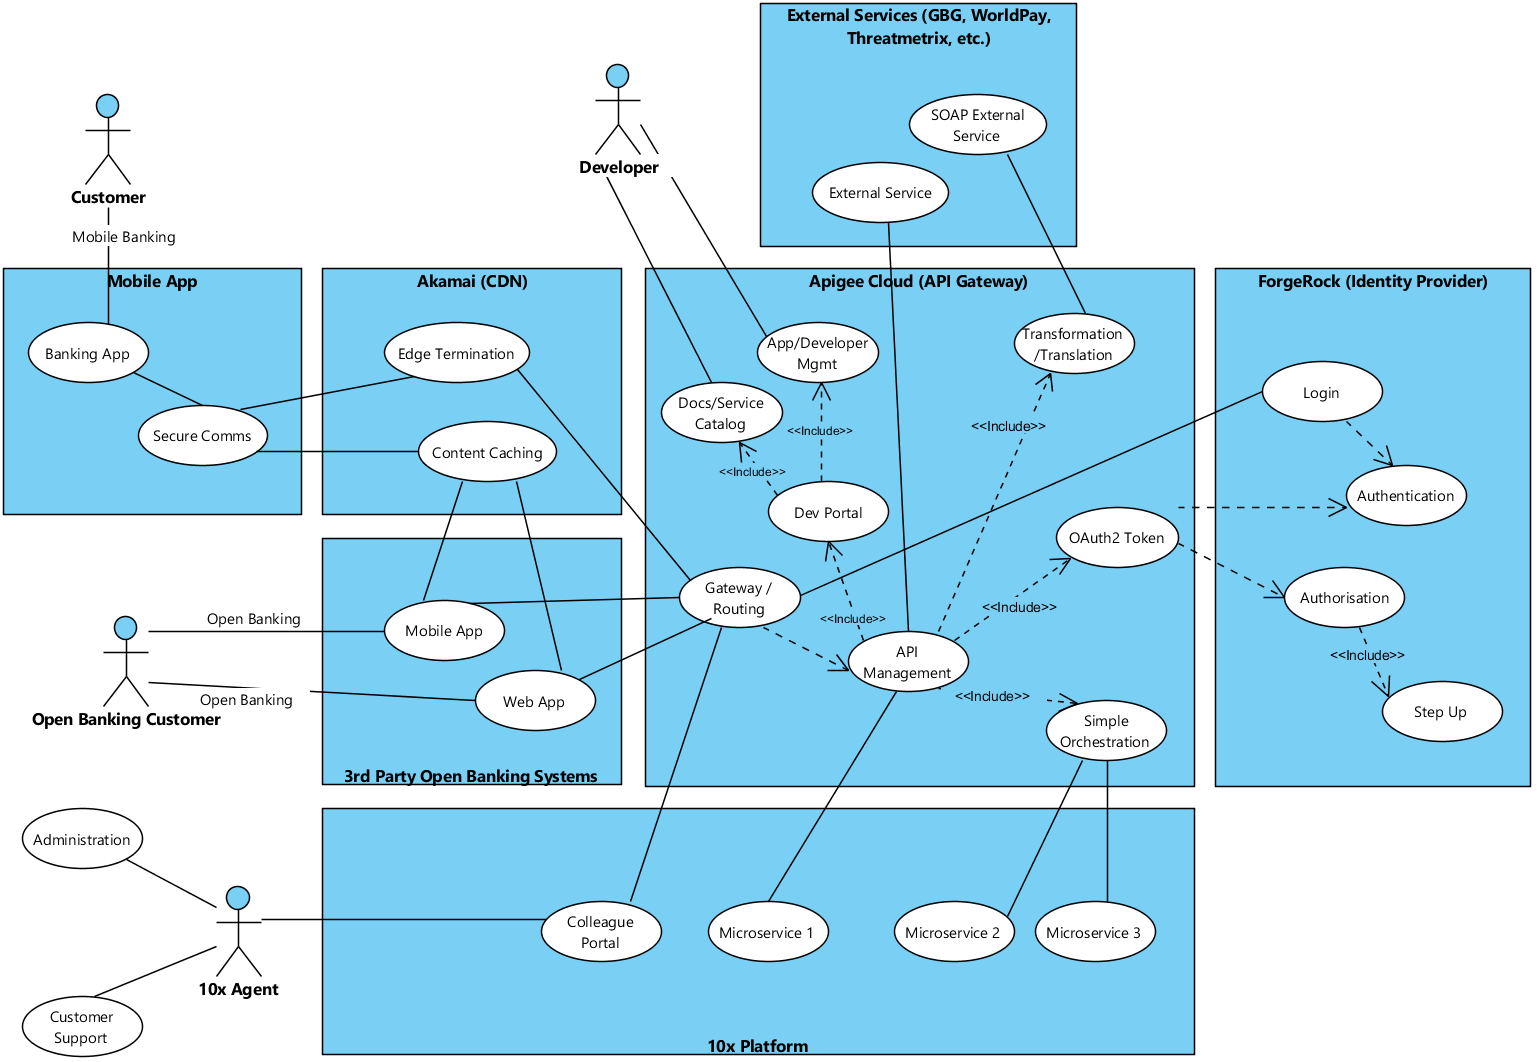 External Services (GBG, WorldPay,
Threatmetrix, etc.)
SOAP External
Service
External Service
Customer
Mobile Banking
Developer
Mobile App
Banking App
Secure Comms
Akamai (CDN)
Edge Termination
Content Caching
Apigee Cloud (API Gateway)
App/Developer
Mgmt
Transformation
/Translation
Docs/Service
Catalog
<<Include>>
<<Include>>
<<Include>>
Dev Portal
OAuth2 Token
Gateway /
Routing
<<Include>>
<<Include>>
API
Management
<<Include>>
Simple
Orchestration
ForgeRock (Identity Provider)
Login
Authentication
Authorisation
<<Include>>
Step Up
Open Banking
Mobile App
Open Banking
Web App
Open Banking Customer
3rd Party Open Banking Systems
Administration
10x Agent
Customer
Support
Colleague
Portal
Microservice 1
Microservice 2
Microservice 3
10x Platform